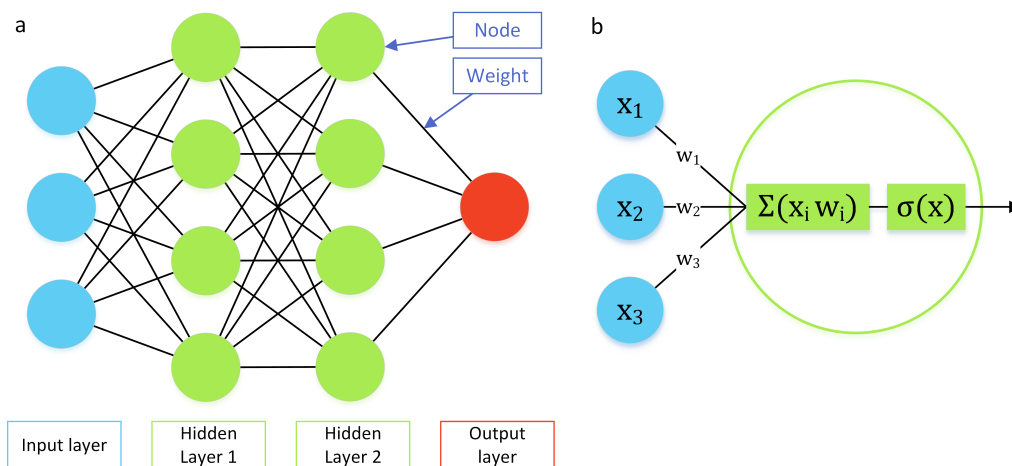 a
Node
Weight
Input layer
Hidden
Layer 1
Hidden
Layer 2
Output
layer
b
x₁
x₂
x₃
w₁
w₂
w₃
Σ(xᵢ wᵢ)
σ(x)